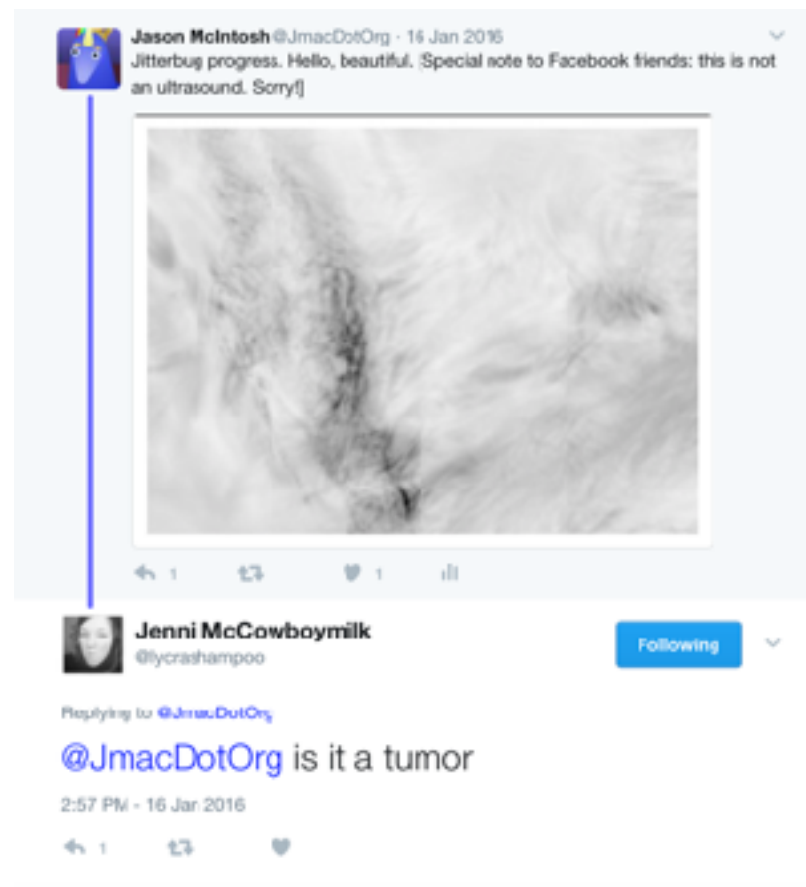 Jason McIntosh @JmacDotOrg · 16 Jan 2016
Jitterbug progress. Hello, beautiful. [Special note to Facebook friends: this is not
an ultrasound. Sorry!]
1 1
Jenni McCowboymilk
@lycrashampoo
Following
Replying to @JmacDotOrg
@JmacDotOrg is it a tumor
2:57 PM - 16 Jan 2016
1